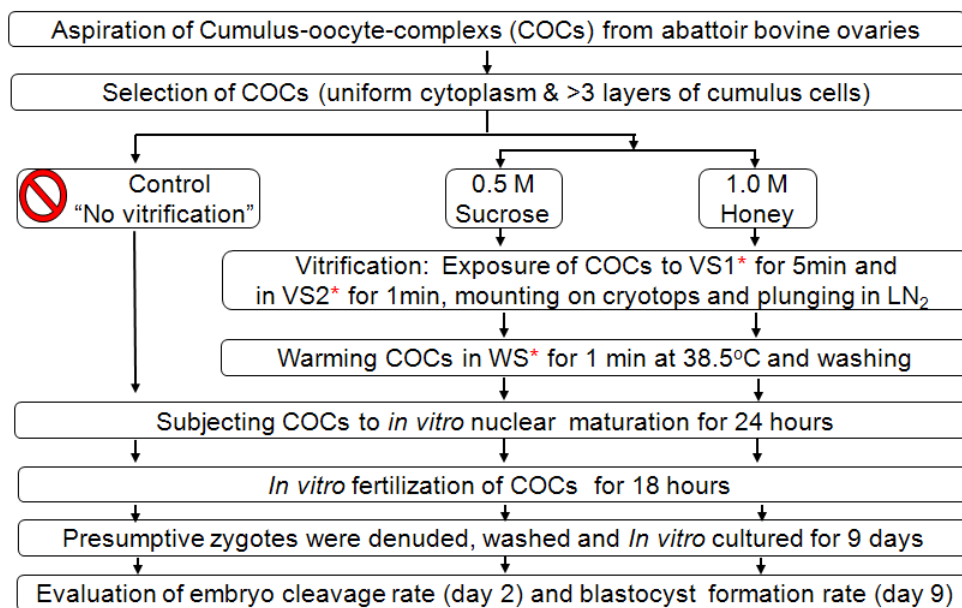 Aspiration of Cumulus-oocyte-complexs (COCs) from abattoir bovine ovaries
Selection of COCs (uniform cytoplasm & >3 layers of cumulus cells)
Control
“No vitrification”
0.5 M
Sucrose
1.0 M
Honey
Vitrification: Exposure of COCs to VS1* for 5min and
in VS2* for 1min, mounting on cryotops and plunging in LN₂
Warming COCs in WS* for 1 min at 38.5ºC and washing
Subjecting COCs to in vitro nuclear maturation for 24 hours
In vitro fertilization of COCs for 18 hours
Presumptive zygotes were denuded, washed and In vitro cultured for 9 days
Evaluation of embryo cleavage rate (day 2) and blastocyst formation rate (day 9)